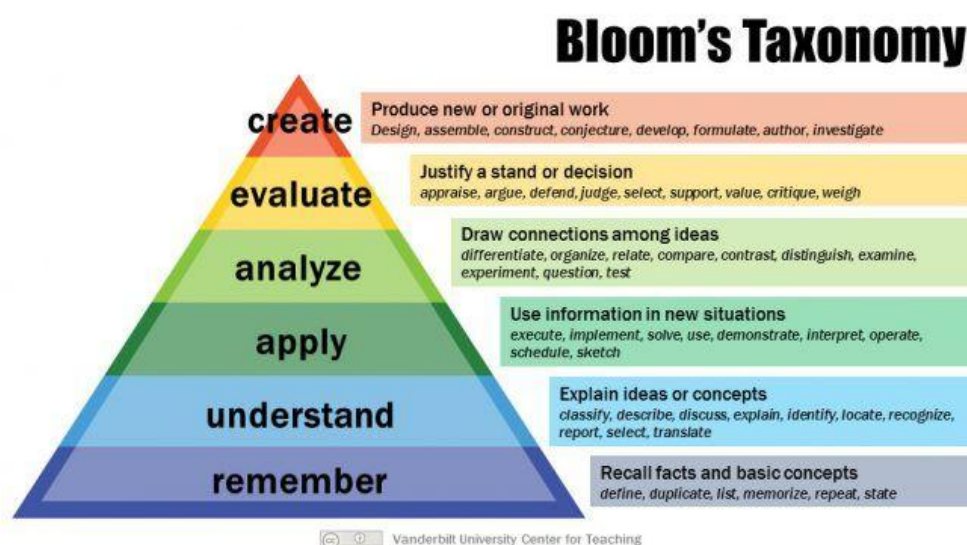 Bloom's Taxonomy
create
Produce new or original work
Design, assemble, construct, conjecture, develop, formulate, author, investigate
evaluate
Justify a stand or decision
appraise, argue, defend, judge, select, support, value, critique, weigh
analyze
Draw connections among ideas
differentiate, organize, relate, compare, contrast, distinguish, examine,
experiment, question, test
apply
Use information in new situations
execute, implement, solve, use, demonstrate, interpret, operate,
schedule, sketch
understand
Explain ideas or concepts
classify, describe, discuss, explain, identify, locate, recognize,
report, select, translate
remember
Recall facts and basic concepts
define, duplicate, list, memorize, repeat, state
cc
Vanderbilt University Center for Teaching